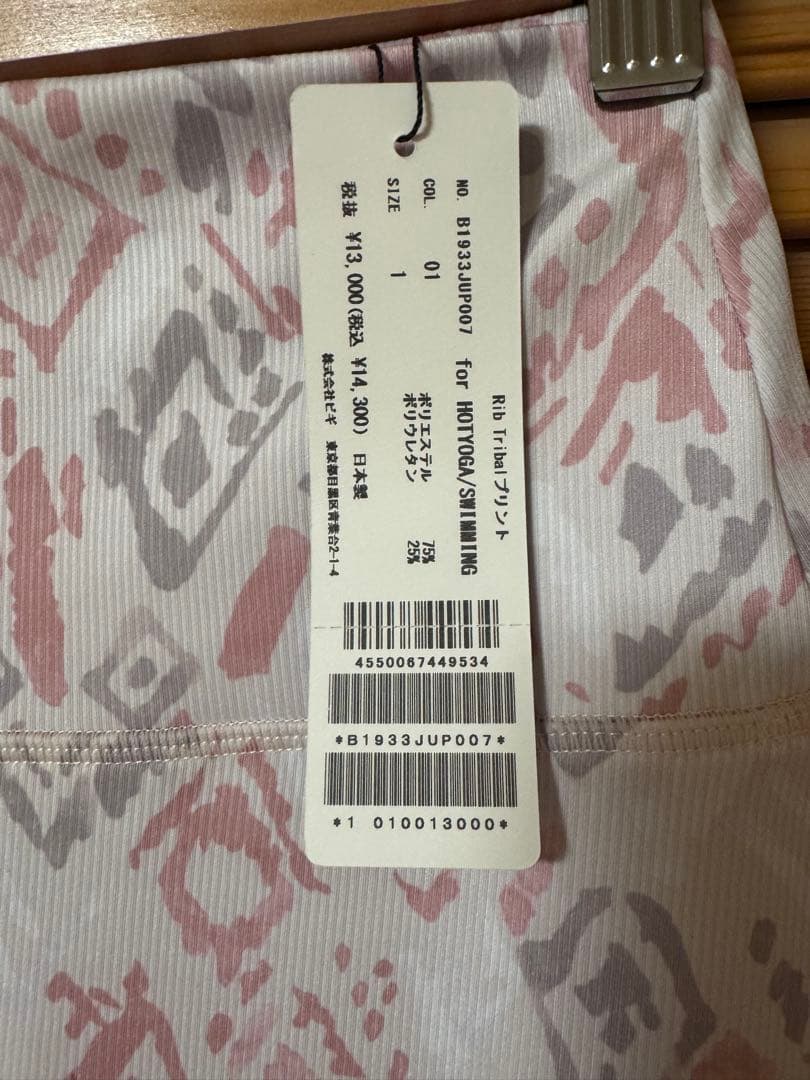 Rib Tribalプリント
NO. B1933JUP007 for HOTYOGA/SWIMMING
COL. 01 ポリエステル 75%
ポリウレタン 25%
SIZE 1
税抜 ¥13,000(税込 ¥14,300) 日本製
株式会社ビギ 東京都目黒区青葉台2-1-4
4550067449534
*B1933JUP007*
*1 010013000*